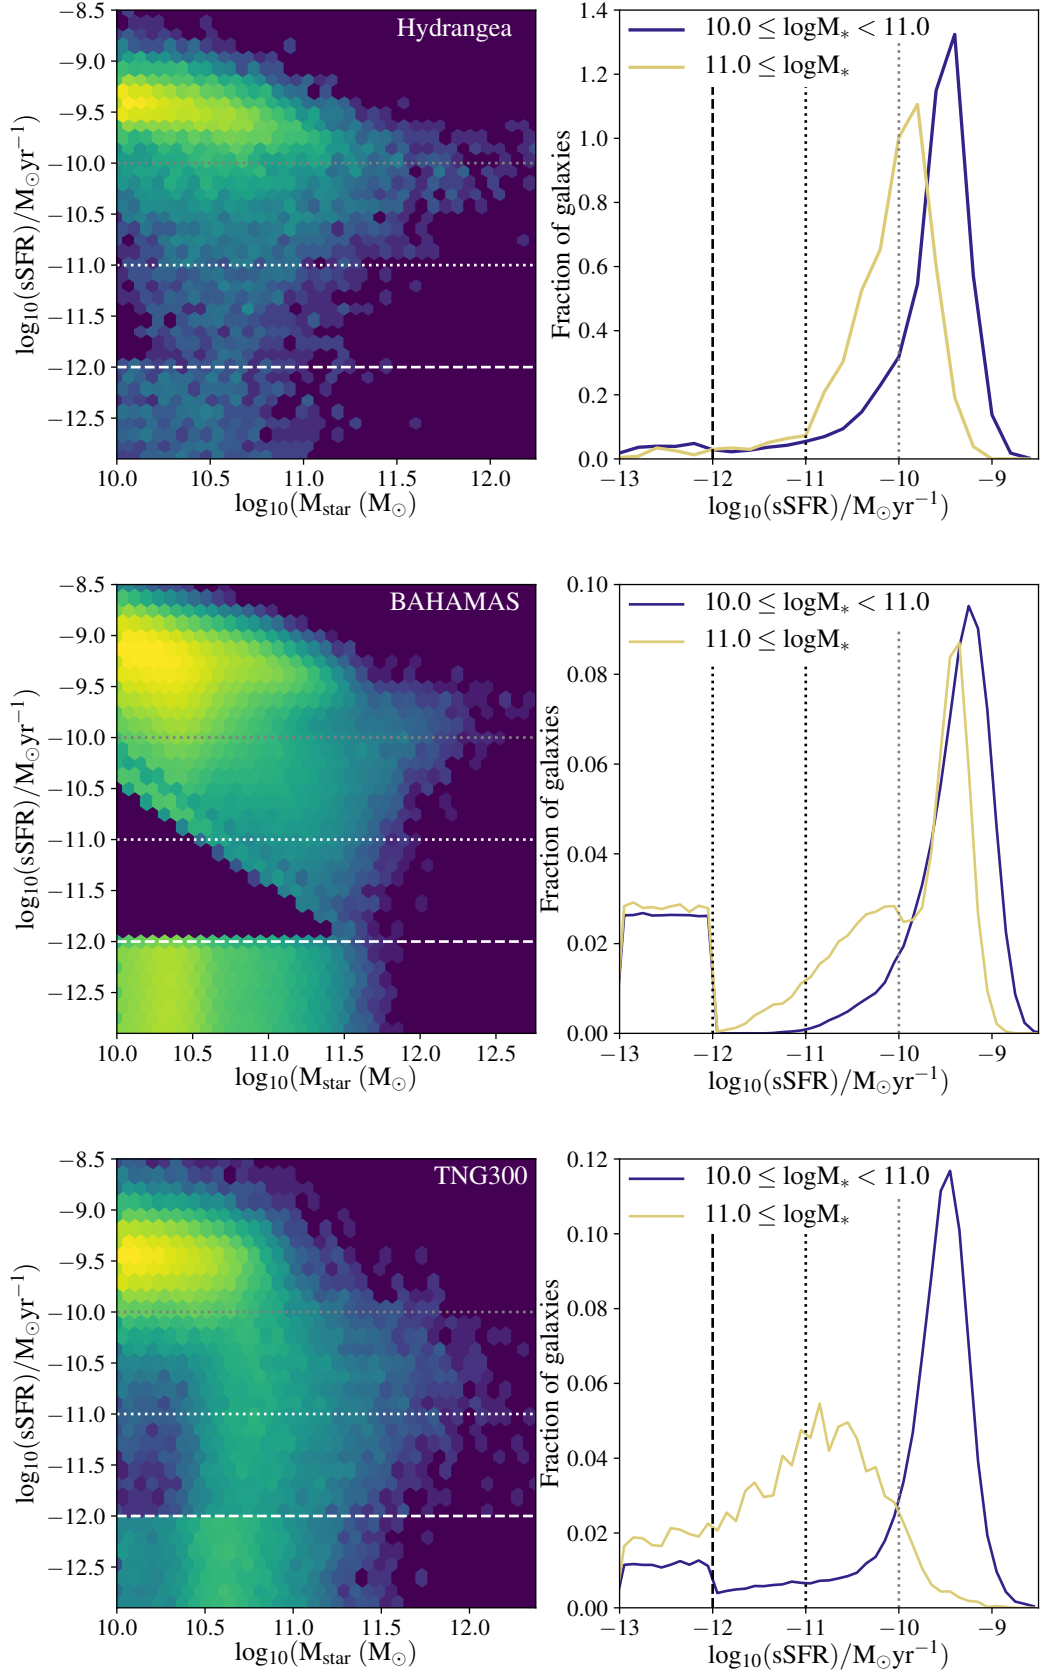 Hydrangea
−8.5
−9.0
−9.5
−10.0
−10.5
−11.0
−11.5
−12.0
−12.5
log₁₀(sSFR)/M⊙yr⁻¹)
10.0 10.5 11.0 11.5 12.0
log₁₀(Mstar (M⊙)
10.0 ≤ logM* < 11.0
11.0 ≤ logM*
1.4
1.2
1.0
0.8
0.6
0.4
0.2
0.0
Fraction of galaxies
−13 −12 −11 −10 −9
log₁₀(sSFR)/M⊙yr⁻¹)
BAHAMAS
−8.5
−9.0
−9.5
−10.0
−10.5
−11.0
−11.5
−12.0
−12.5
log₁₀(sSFR)/M⊙yr⁻¹)
10.0 10.5 11.0 11.5 12.0 12.5
log₁₀(Mstar (M⊙)
10.0 ≤ logM* < 11.0
11.0 ≤ logM*
0.10
0.08
0.06
0.04
0.02
0.00
Fraction of galaxies
−13 −12 −11 −10 −9
log₁₀(sSFR)/M⊙yr⁻¹)
TNG300
−8.5
−9.0
−9.5
−10.0
−10.5
−11.0
−11.5
−12.0
−12.5
log₁₀(sSFR)/M⊙yr⁻¹)
10.0 10.5 11.0 11.5 12.0
log₁₀(Mstar (M⊙)
10.0 ≤ logM* < 11.0
11.0 ≤ logM*
0.12
0.10
0.08
0.06
0.04
0.02
0.00
Fraction of galaxies
−13 −12 −11 −10 −9
log₁₀(sSFR)/M⊙yr⁻¹)